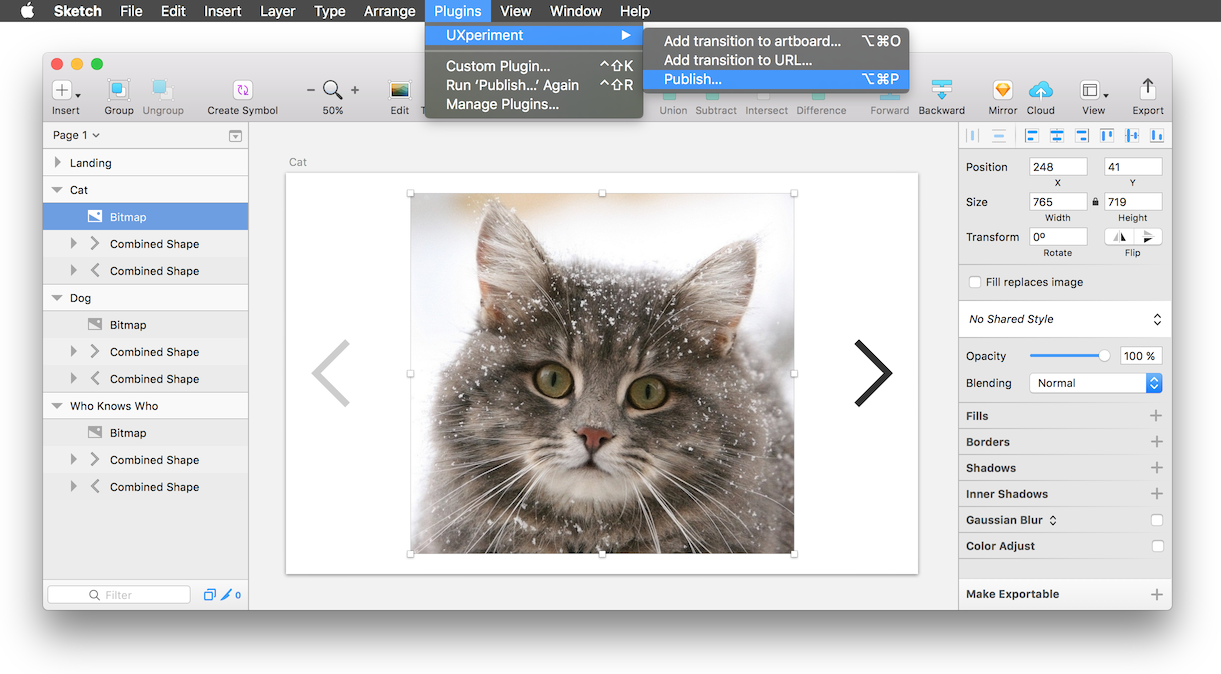 Sketch File Edit Insert Layer Type Arrange Plugins View Window Help
UXperiment
Custom Plugin... ⌃⇧K
Run ‘Publish...’ Again ⌃⇧R
Manage Plugins...
Add transition to artboard... ⌥⌘O
Add transition to URL...
Publish... ⌥⌘P
Insert Group Ungroup Create Symbol 50% Edit Union Subtract Intersect Difference Forward Backward Mirror Cloud View Export
Page 1
Landing
Cat
Bitmap
Combined Shape
Combined Shape
Dog
Bitmap
Combined Shape
Combined Shape
Who Knows Who
Bitmap
Combined Shape
Combined Shape
Filter 0
Cat
Position 248 41
X Y
Size 765 719
Width Height
Transform 0º
Rotate Flip
Fill replaces image
No Shared Style
Opacity 100 %
Blending Normal
Fills
Borders
Shadows
Inner Shadows
Gaussian Blur
Color Adjust
Make Exportable